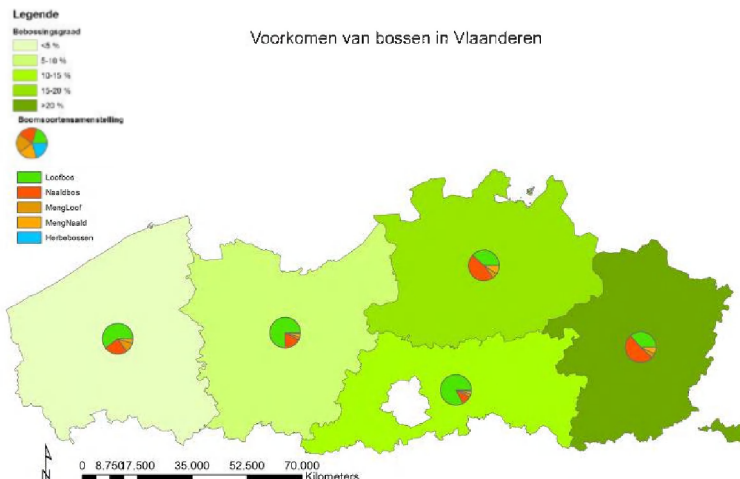 Legende
Bebossingsgraad
<5 %
5-10 %
10-15 %
15-20 %
>20 %
Boomsoortensamenstelling
Loofbos
Naaldbos
MengLoof
MengNaald
Herbebossen
Voorkomen van bossen in Vlaanderen
N
0 8.750 17.500 35.000 52.500 70.000
Kilometers